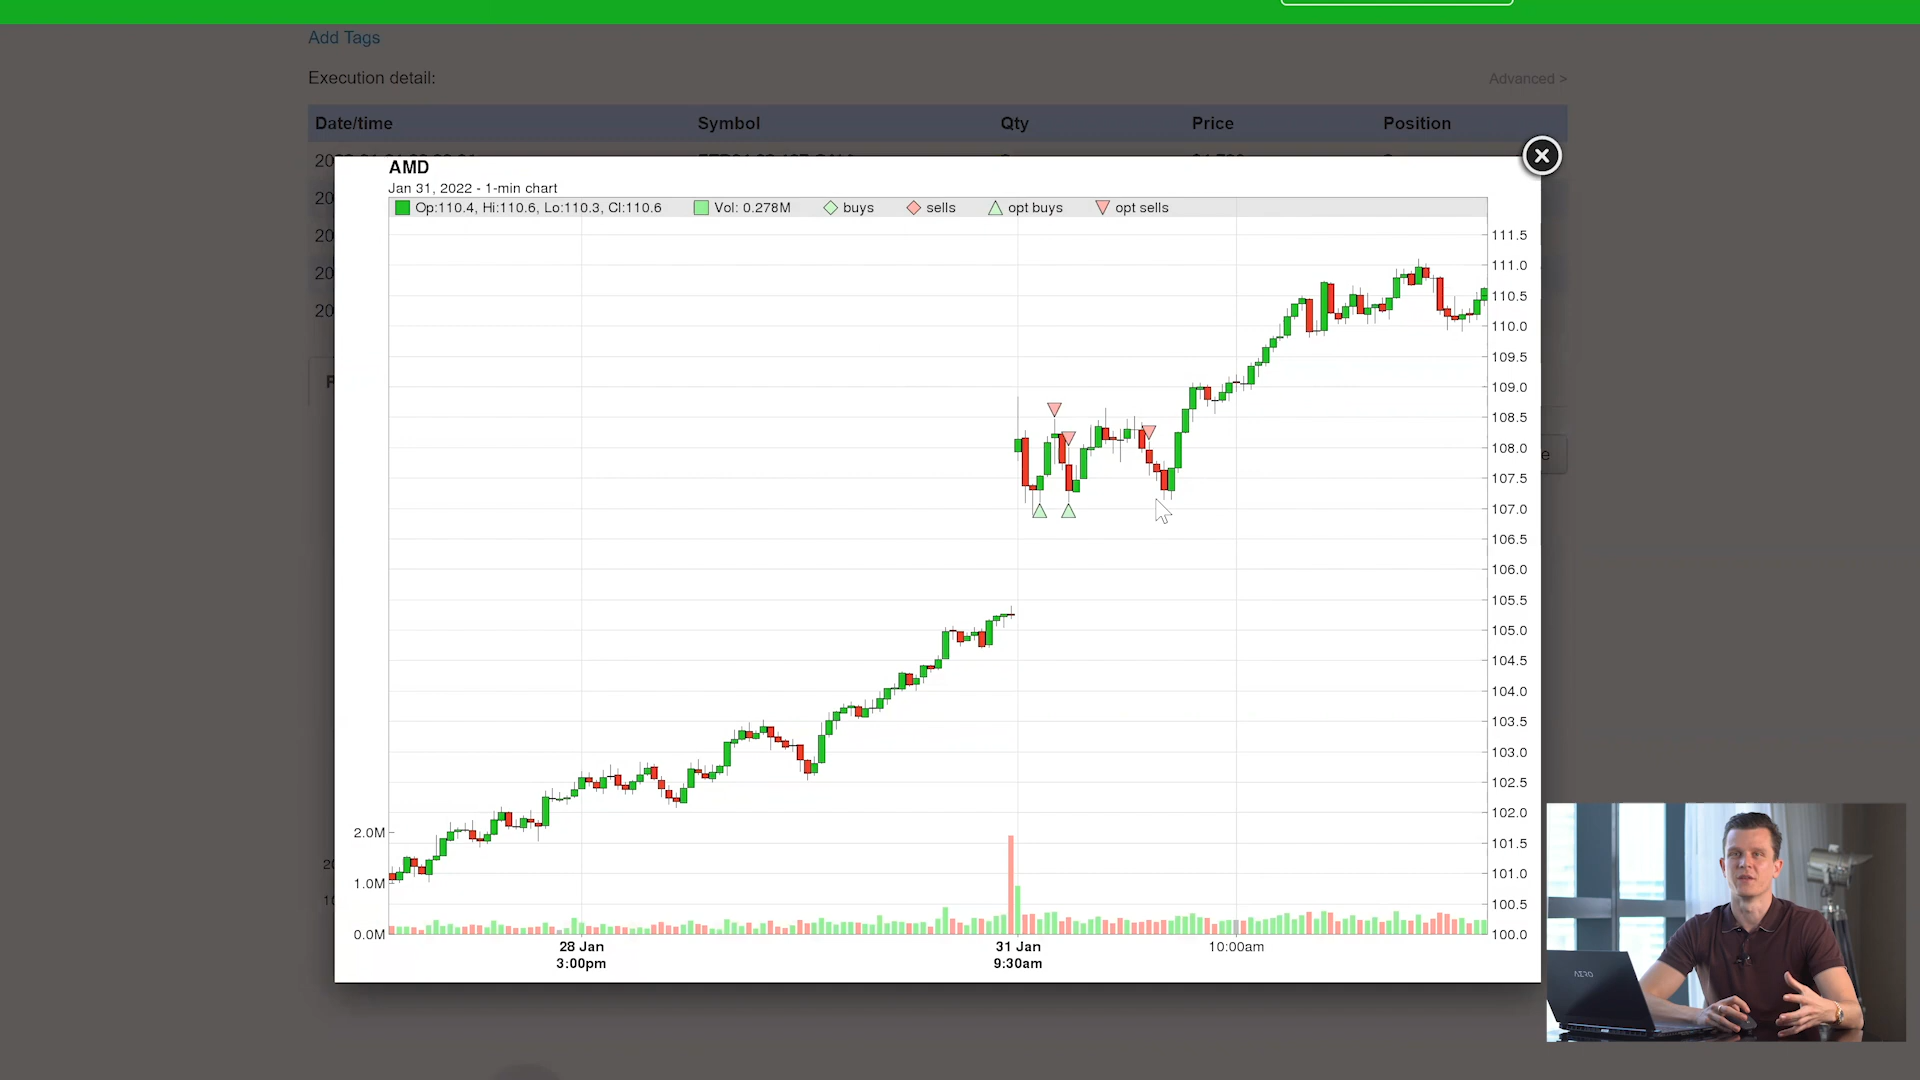 Add Tags
Execution detail:
Advanced >
Date/time Symbol Qty Price Position
AMD
Jan 31, 2022 - 1-min chart
Op:110.4, Hi:110.6, Lo:110.3, Cl:110.6 Vol: 0.278M buys sells opt buys opt sells
111.5
111.0
110.5
110.0
109.5
109.0
108.5
108.0
107.5
107.0
106.5
106.0
105.5
105.0
104.5
104.0
103.5
103.0
102.5
102.0
101.5
101.0
100.5
100.0
2.0M
1.0M
0.0M
28 Jan
3:00pm
31 Jan
9:30am
10:00am
AERO